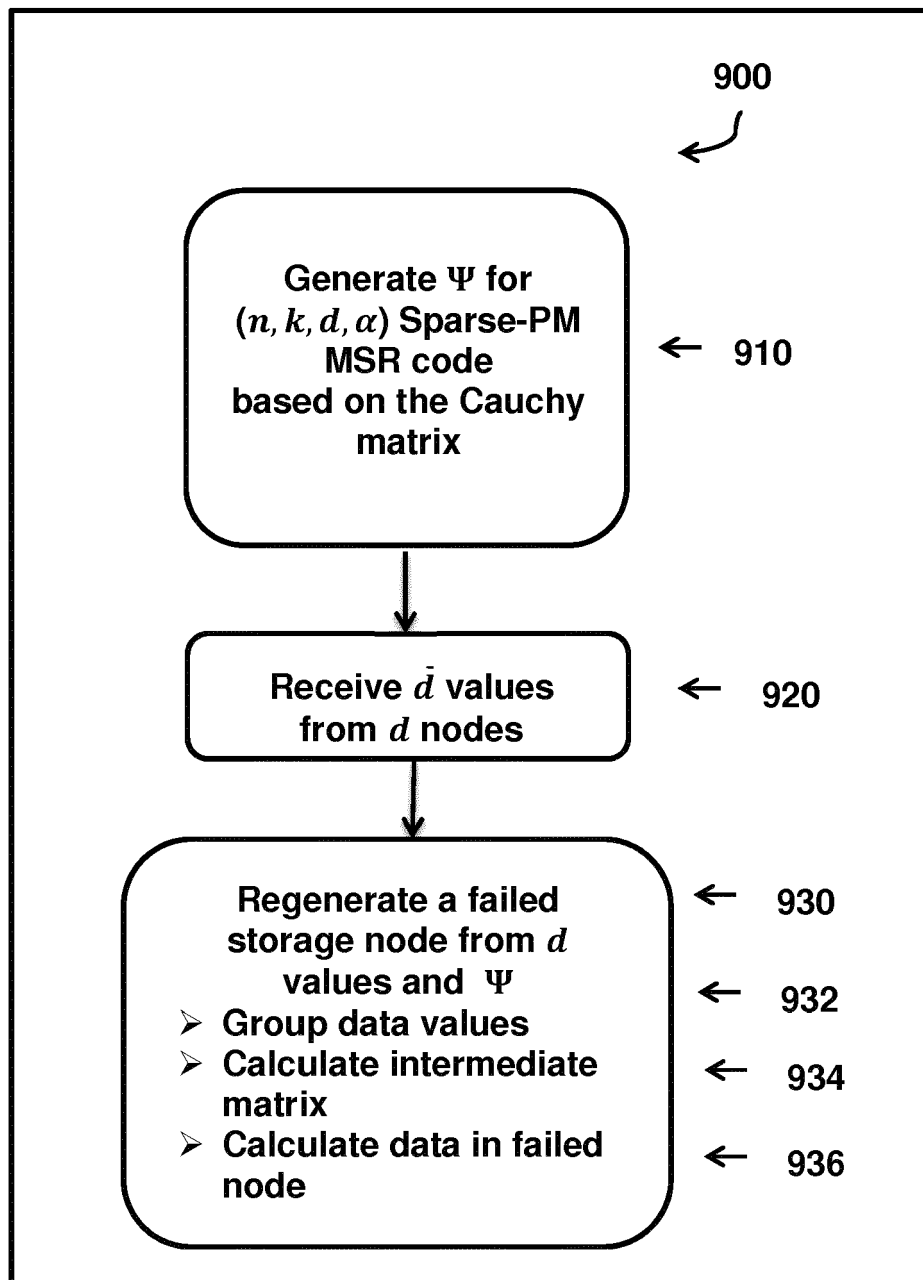 900
Generate Ψ for
(n, k, d, α) Sparse-PM
MSR code
based on the Cauchy
matrix
910
Receive d̄ values
from d nodes
920
Regenerate a failed
storage node from d
values and Ψ
930
932
➢ Group data values
➢ Calculate intermediate
matrix
934
➢ Calculate data in failed
node
936